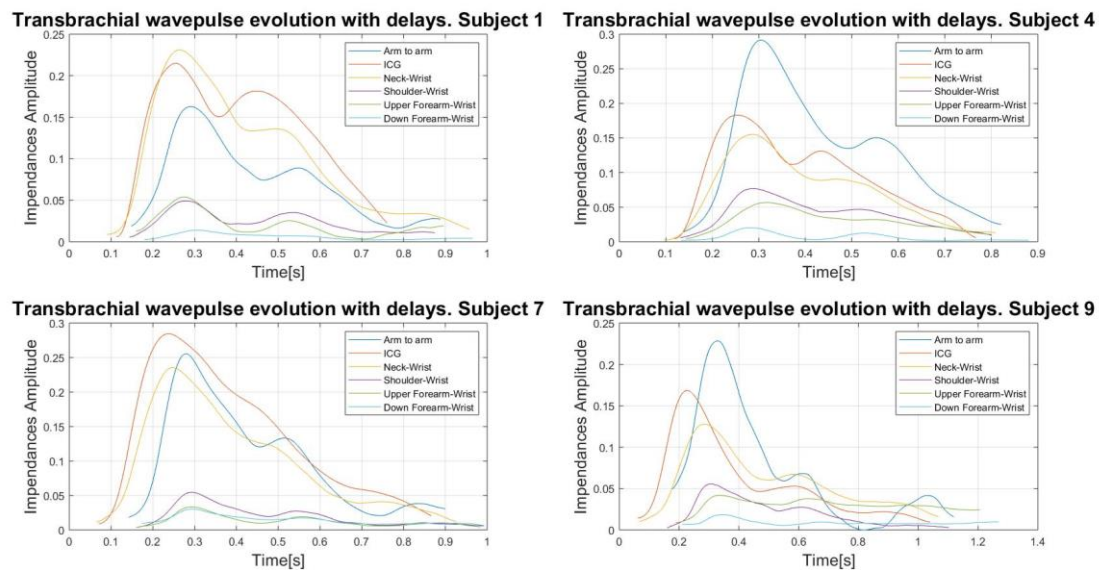 Transbrachial wavepulse evolution with delays. Subject 1
Impendances Amplitude
0.25
0.2
0.15
0.1
0.05
0
0 0.1 0.2 0.3 0.4 0.5 0.6 0.7 0.8 0.9 1
Time[s]
Arm to arm
ICG
Neck-Wrist
Shoulder-Wrist
Upper Forearm-Wrist
Down Forearm-Wrist
Transbrachial wavepulse evolution with delays. Subject 4
Impendances Amplitude
0.3
0.25
0.2
0.15
0.1
0.05
0
0 0.1 0.2 0.3 0.4 0.5 0.6 0.7 0.8 0.9
Time[s]
Arm to arm
ICG
Neck-Wrist
Shoulder-Wrist
Upper Forearm-Wrist
Down Forearm-Wrist
Transbrachial wavepulse evolution with delays. Subject 7
Impendances Amplitude
0.3
0.25
0.2
0.15
0.1
0.05
0
0 0.1 0.2 0.3 0.4 0.5 0.6 0.7 0.8 0.9 1
Time[s]
Arm to arm
ICG
Neck-Wrist
Shoulder-Wrist
Upper Forearm-Wrist
Down Forearm-Wrist
Transbrachial wavepulse evolution with delays. Subject 9
Impendances Amplitude
0.25
0.2
0.15
0.1
0.05
0
0 0.2 0.4 0.6 0.8 1 1.2 1.4
Time[s]
Arm to arm
ICG
Neck-Wrist
Shoulder-Wrist
Upper Forearm-Wrist
Down Forearm-Wrist